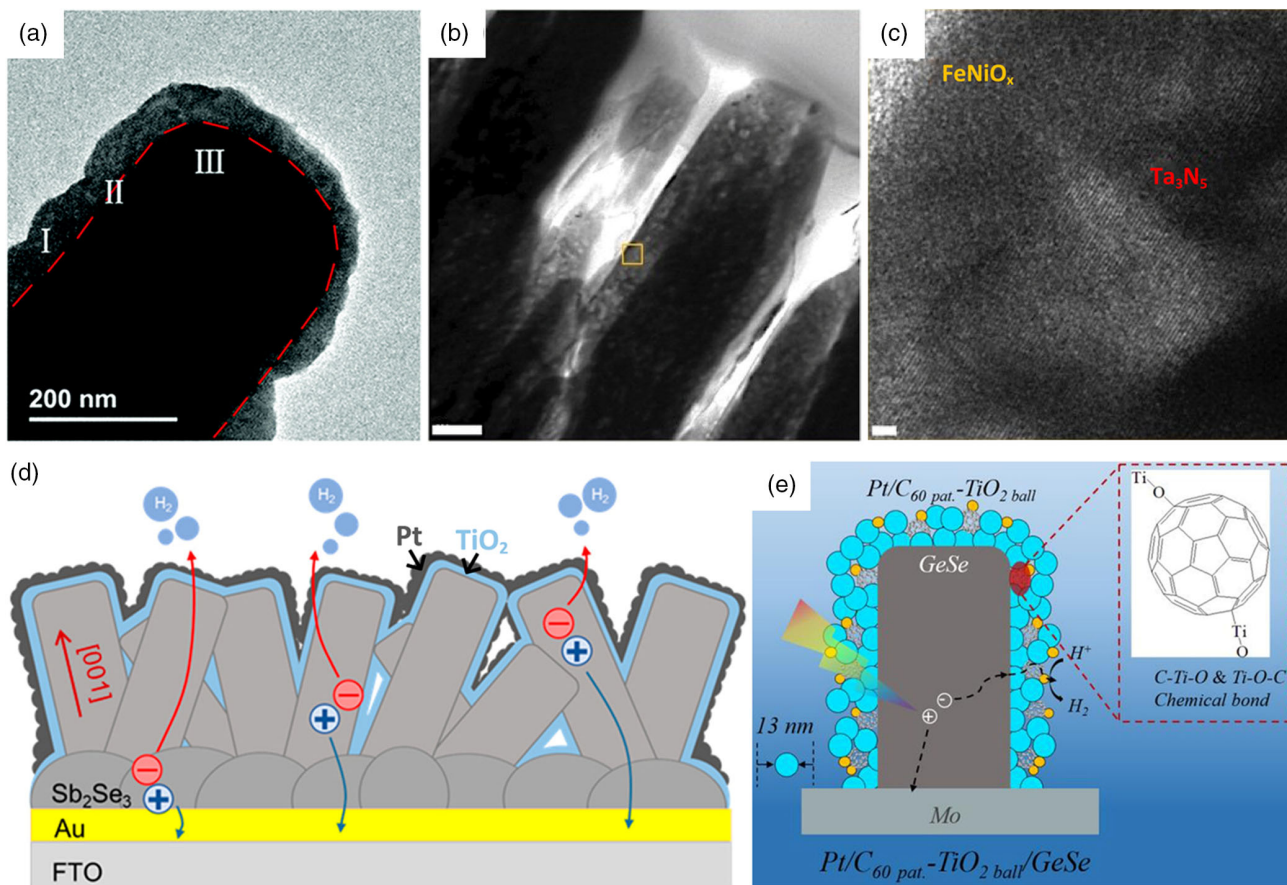 (a)
I
II
III
200 nm
(b)
(c)
FeNiOₓ
Ta₃N₅
(d)
H₂
H₂
H₂
Pt
TiO₂
[001]
−
+
−
+
−
+
Sb₂Se₃
Au
FTO
(e)
Pt/C₆₀ ₚₐₜ.-TiO₂ ball
GeSe
H⁺
H₂
-
+
13 nm
Mo
Pt/C₆₀ ₚₐₜ.-TiO₂ ball/GeSe
Ti
O
Ti
O
C-Ti-O & Ti-O-C
Chemical bond